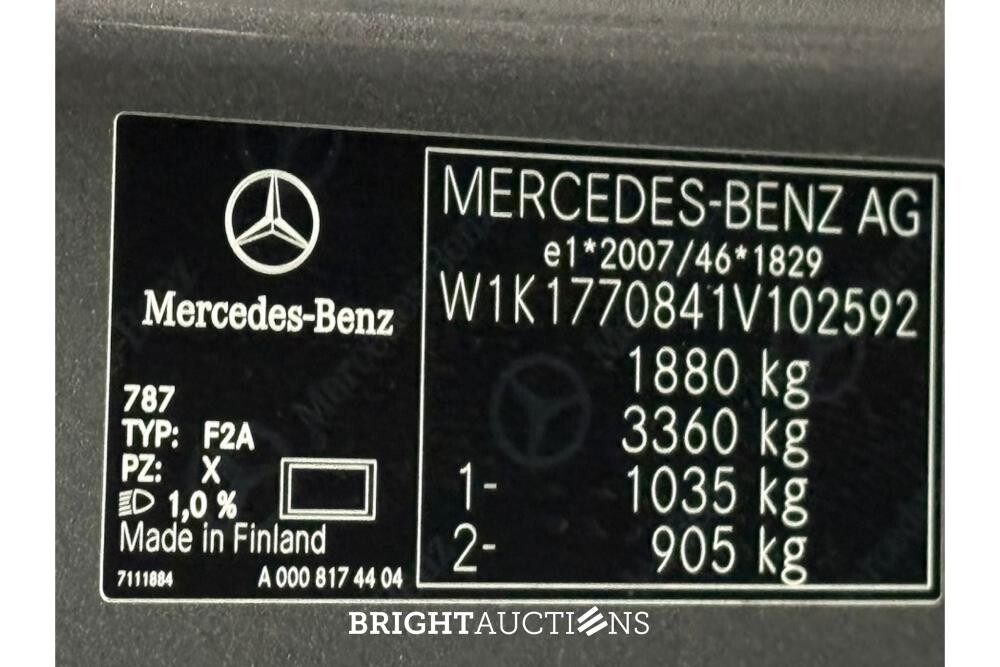 Mercedes-Benz
787
TYP: F2A
PZ: X
1,0 %
Made in Finland
7111884 A 000 817 44 04
MERCEDES-BENZ AG
e1*2007/46*1829
W1K1770841V102592
1880 kg
3360 kg
1- 1035 kg
2- 905 kg
BRIGHTAUCTIONS